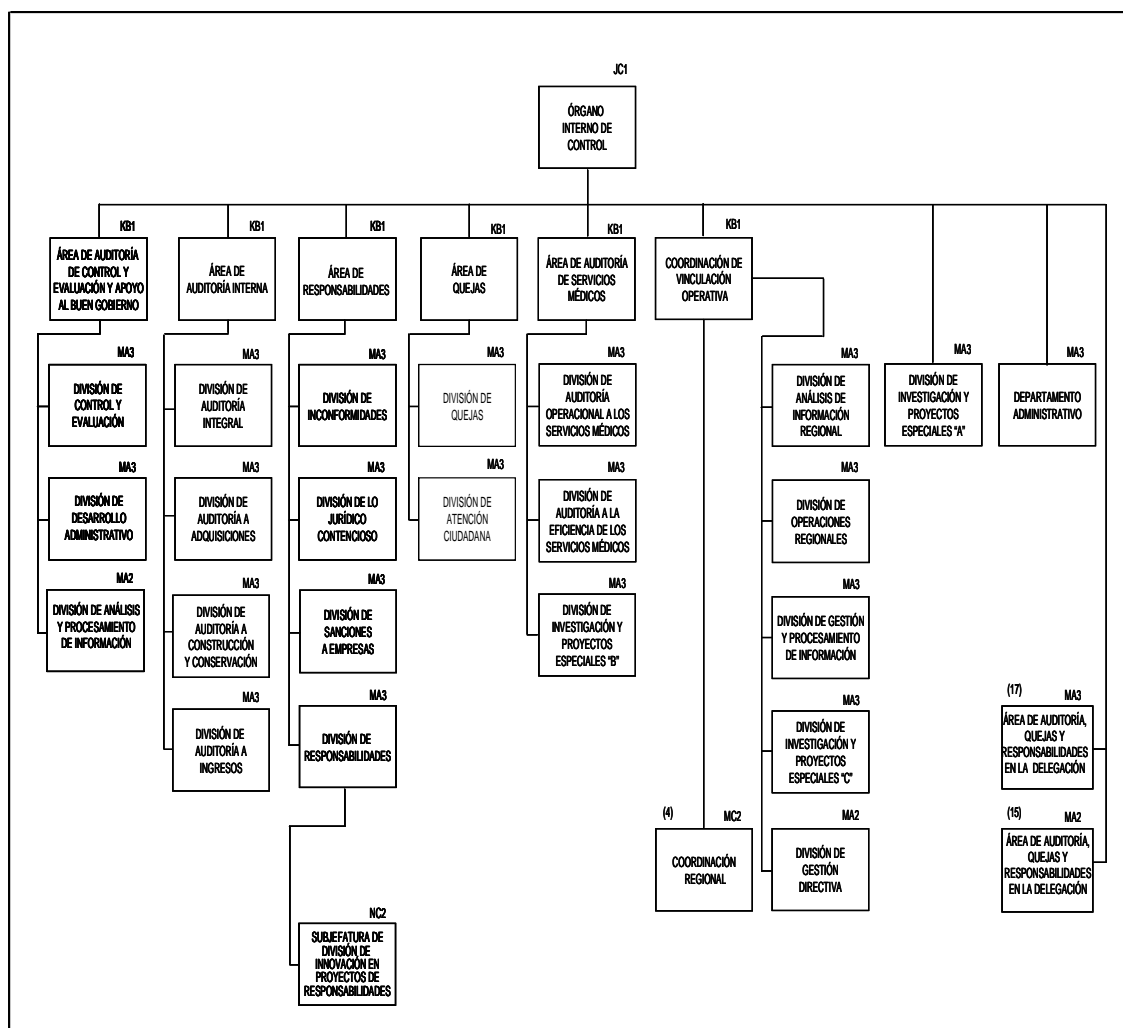 JC1
ÓRGANO
INTERNO DE
CONTROL
KB1
ÁREA DE AUDITORÍA
DE CONTROL Y
EVALUACIÓN Y APOYO
AL BUEN GOBIERNO
KB1
ÁREA DE
AUDITORÍA INTERNA
KB1
ÁREA DE
RESPONSABILIDADES
KB1
ÁREA DE
QUEJAS
KB1
ÁREA DE AUDITORÍA
DE SERVICIOS
MÉDICOS
KB1
COORDINACIÓN DE
VINCULACIÓN
OPERATIVA
MA3
DIVISIÓN DE
CONTROL Y
EVALUACIÓN
MA3
DIVISIÓN DE
AUDITORÍA
INTEGRAL
MA3
DIVISIÓN DE
INCONFORMIDADES
MA3
DIVISIÓN DE
QUEJAS
MA3
DIVISIÓN DE
AUDITORÍA
OPERACIONAL A LOS
SERVICIOS MÉDICOS
MA3
DIVISIÓN DE
ANÁLISIS DE
INFORMACIÓN
REGIONAL
MA3
DIVISIÓN DE
INVESTIGACIÓN Y
PROYECTOS
ESPECIALES "A"
MA3
DEPARTAMENTO
ADMINISTRATIVO
MA3
DIVISIÓN DE
DESARROLLO
ADMINISTRATIVO
MA3
DIVISIÓN DE
AUDITORÍA A
ADQUISICIONES
MA3
DIVISIÓN DE LO
JURÍDICO
CONTENCIOSO
MA3
DIVISIÓN DE
ATENCIÓN
CIUDADANA
MA3
DIVISIÓN DE
AUDITORÍA A LA
EFICIENCIA DE LOS
SERVICIOS MÉDICOS
MA3
DIVISIÓN DE
OPERACIONES
REGIONALES
MA2
DIVISIÓN DE ANÁLISIS
Y PROCESAMIENTO
DE INFORMACIÓN
MA3
DIVISIÓN DE
AUDITORÍA A
CONSTRUCCIÓN
Y CONSERVACIÓN
MA3
DIVISIÓN DE
SANCIONES
A EMPRESAS
MA3
DIVISIÓN DE
INVESTIGACIÓN Y
PROYECTOS
ESPECIALES "B"
MA3
DIVISIÓN DE GESTIÓN
Y PROCESAMIENTO
DE INFORMACIÓN
MA3
DIVISIÓN DE
AUDITORÍA A
INGRESOS
MA3
DIVISIÓN DE
RESPONSABILIDADES
MA3
DIVISIÓN DE
INVESTIGACIÓN Y
PROYECTOS
ESPECIALES "C"
(17) MA3
ÁREA DE AUDITORÍA,
QUEJAS Y
RESPONSABILIDADES
EN LA DELEGACIÓN
(4) MC2
COORDINACIÓN
REGIONAL
MA2
DIVISIÓN DE
GESTIÓN
DIRECTIVA
(15) MA2
ÁREA DE AUDITORÍA,
QUEJAS Y
RESPONSABILIDADES
EN LA DELEGACIÓN
NC2
SUBJEFATURA DE
DIVISIÓN DE
INNOVACIÓN EN
PROYECTOS DE
RESPONSABILIDADES